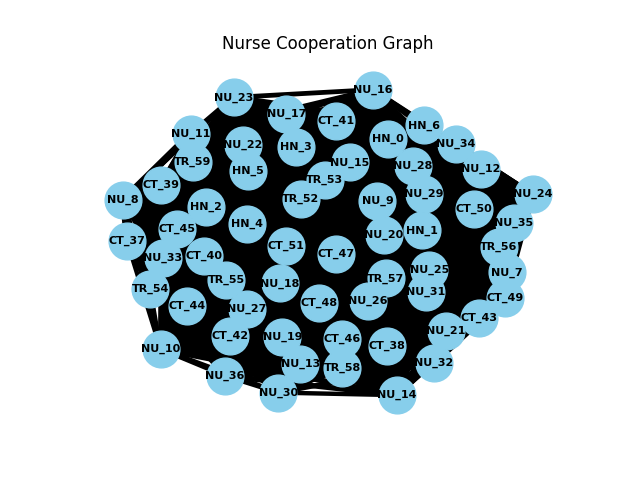 Nurse Cooperation Graph
NU_16
NU_23
NU_17
CT_41
HN_6
NU_11
HN_0
NU_34
NU_22
HN_3
TR_59
NU_15
NU_28
NU_12
HN_5
TR_53
CT_39
NU_29
NU_24
NU_8
TR_52
NU_9
HN_2
CT_50
NU_35
HN_4
CT_45
HN_1
NU_20
CT_37
CT_51
TR_56
CT_47
CT_40
NU_33
NU_25
NU_7
TR_57
TR_55
NU_18
TR_54
NU_31
CT_49
NU_26
CT_48
CT_44
NU_27
CT_43
NU_21
CT_42
NU_19
CT_46
CT_38
NU_10
NU_32
NU_13
TR_58
NU_36
NU_30
NU_14